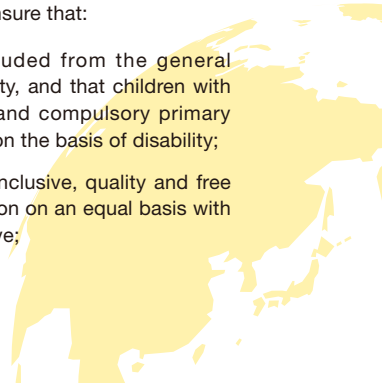 nsure that:
uded from the general
ty, and that children with
and compulsory primary
on the basis of disability;
nclusive, quality and free
on on an equal basis with
ve;